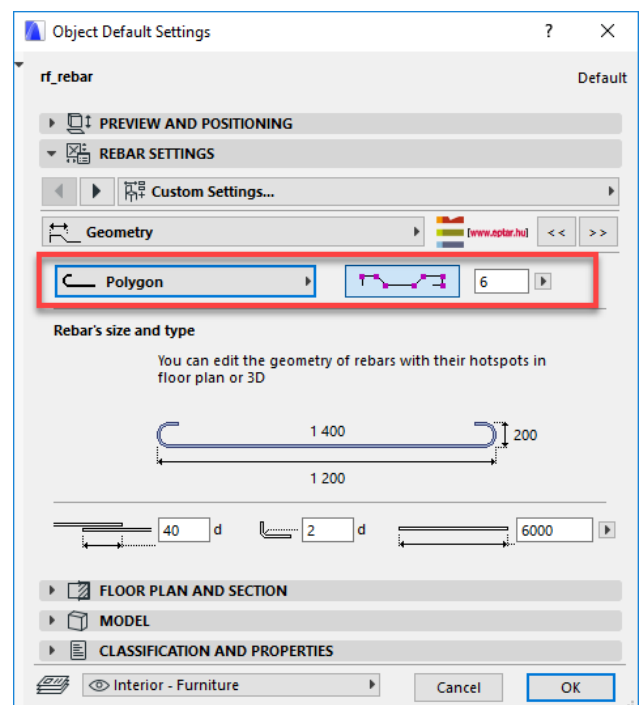 Object Default Settings ? ×
rf_rebar Default
PREVIEW AND POSITIONING
REBAR SETTINGS
Custom Settings...
Geometry [www.eptar.hu] << >>
Polygon 6
Rebar's size and type
You can edit the geometry of rebars with their hotspots in
floor plan or 3D
1 400 200
1 200
40 d 2 d 6000
FLOOR PLAN AND SECTION
MODEL
CLASSIFICATION AND PROPERTIES
Interior - Furniture Cancel OK